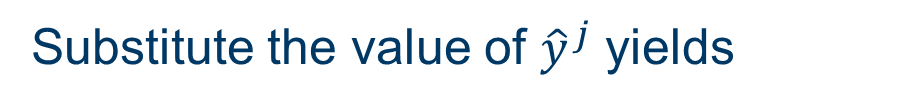 Substitute the value of ŷʲ yields